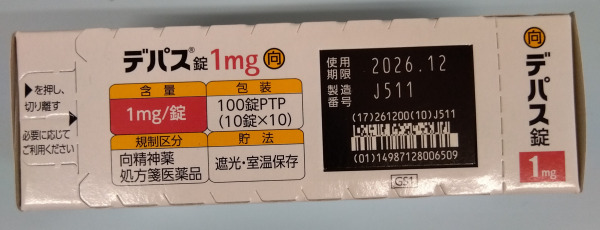 デパス®錠 1mg 向
含量
1mg/錠
包装
100錠PTP
(10錠×10)
規制区分
向精神薬
処方箋医薬品
貯法
遮光・室温保存
▶を押し、
切り離す
必要に応じて
ご利用ください
使用
期限 2026.12
製造
番号 J511
(17)261200(10)J511
(01)14987128006509
GS1
向
デパス錠
1mg